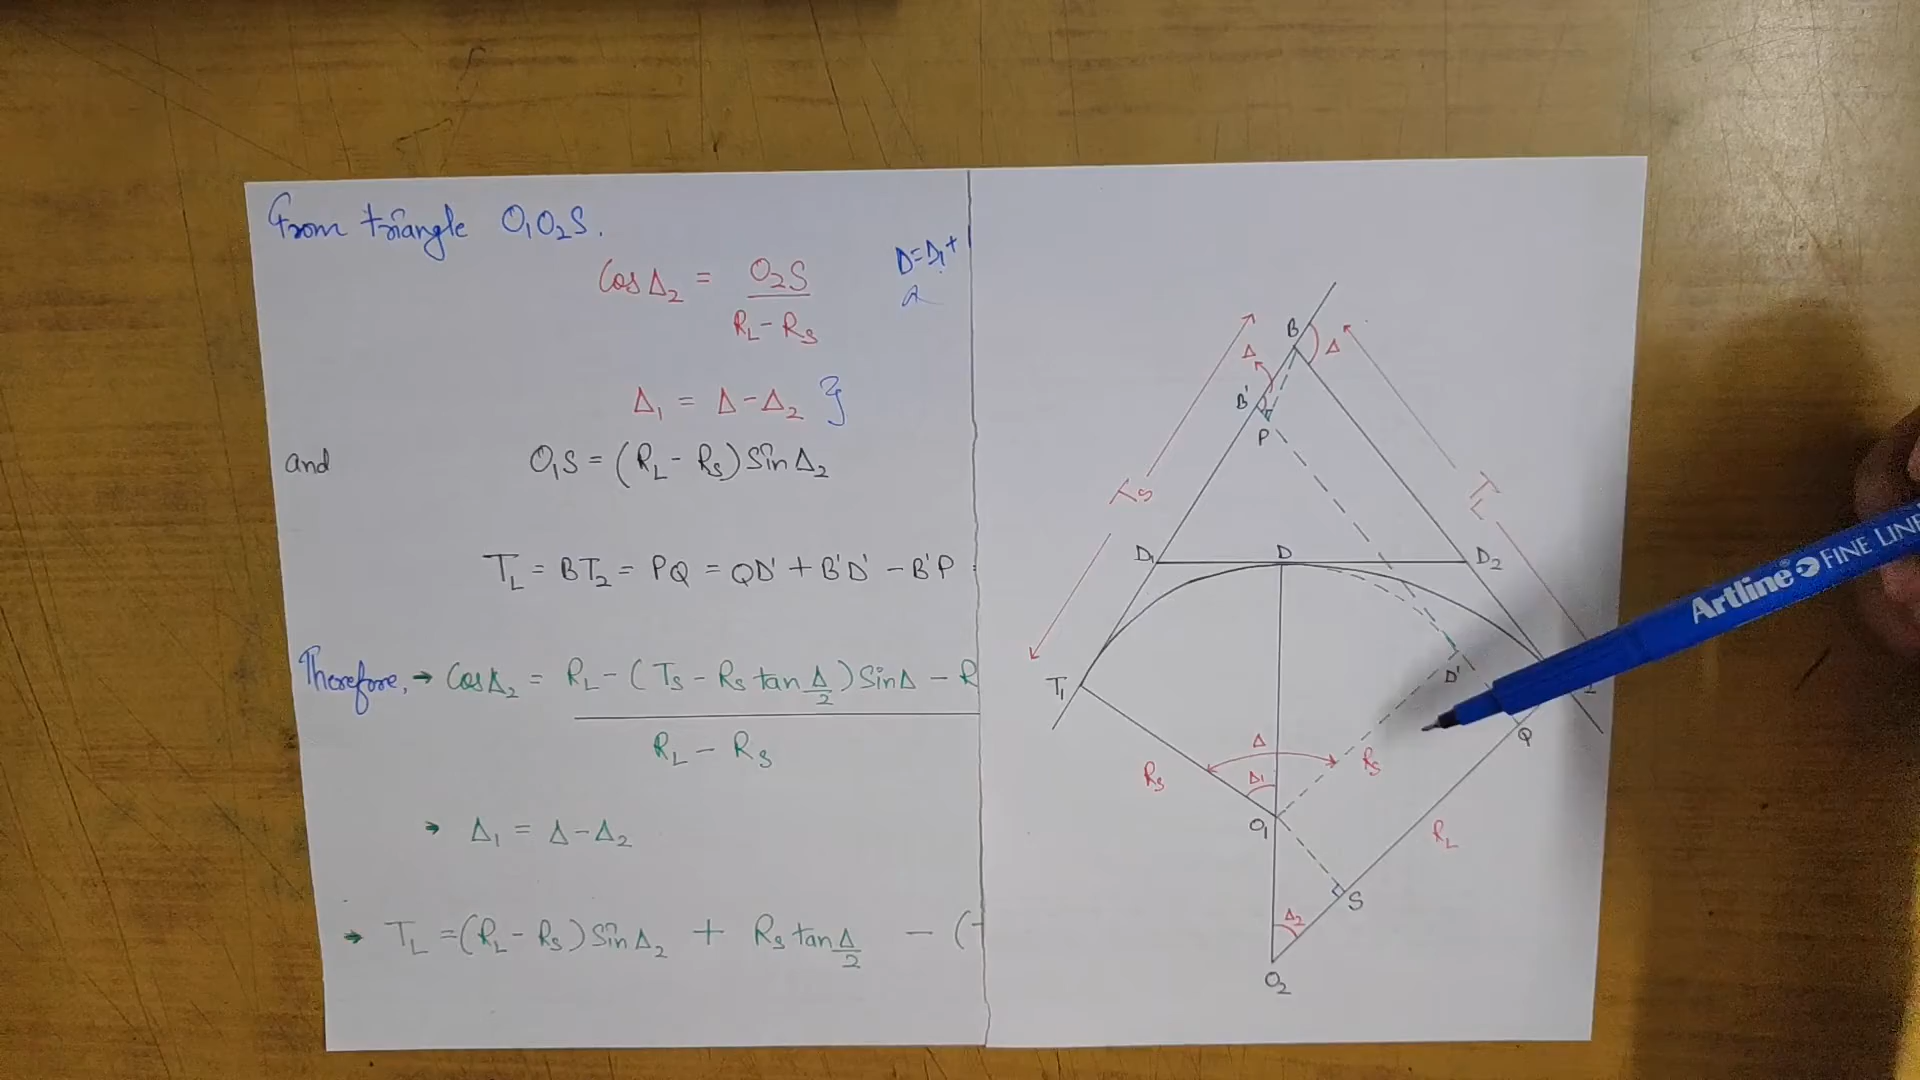 From triangle O₁O₂S.
Cos Δ₂ = O₂S / R_L - R_S
D=D₁+
Δ₁ = Δ - Δ₂ }
and O₁S = (R_L - R_S) Sin Δ₂
T_L = BT₂ = PQ = QD' + B'D' - B'P
Therefore, → Cos Δ₂ = R_L - (T_S - R_S tan Δ/2) Sin Δ - R / R_L - R_S
→ Δ₁ = Δ - Δ₂
→ T_L = (R_L - R_S) Sin Δ₂ + R_S tan Δ/2 - (
B
Δ
Δ
B'
P
T_S
T_L
D₁
D
D₂
T₁
D'
2
Q
Δ
R_S
Δ₁
R_S
O₁
R_L
S
Δ₂
O₂
Artline FINE LINE